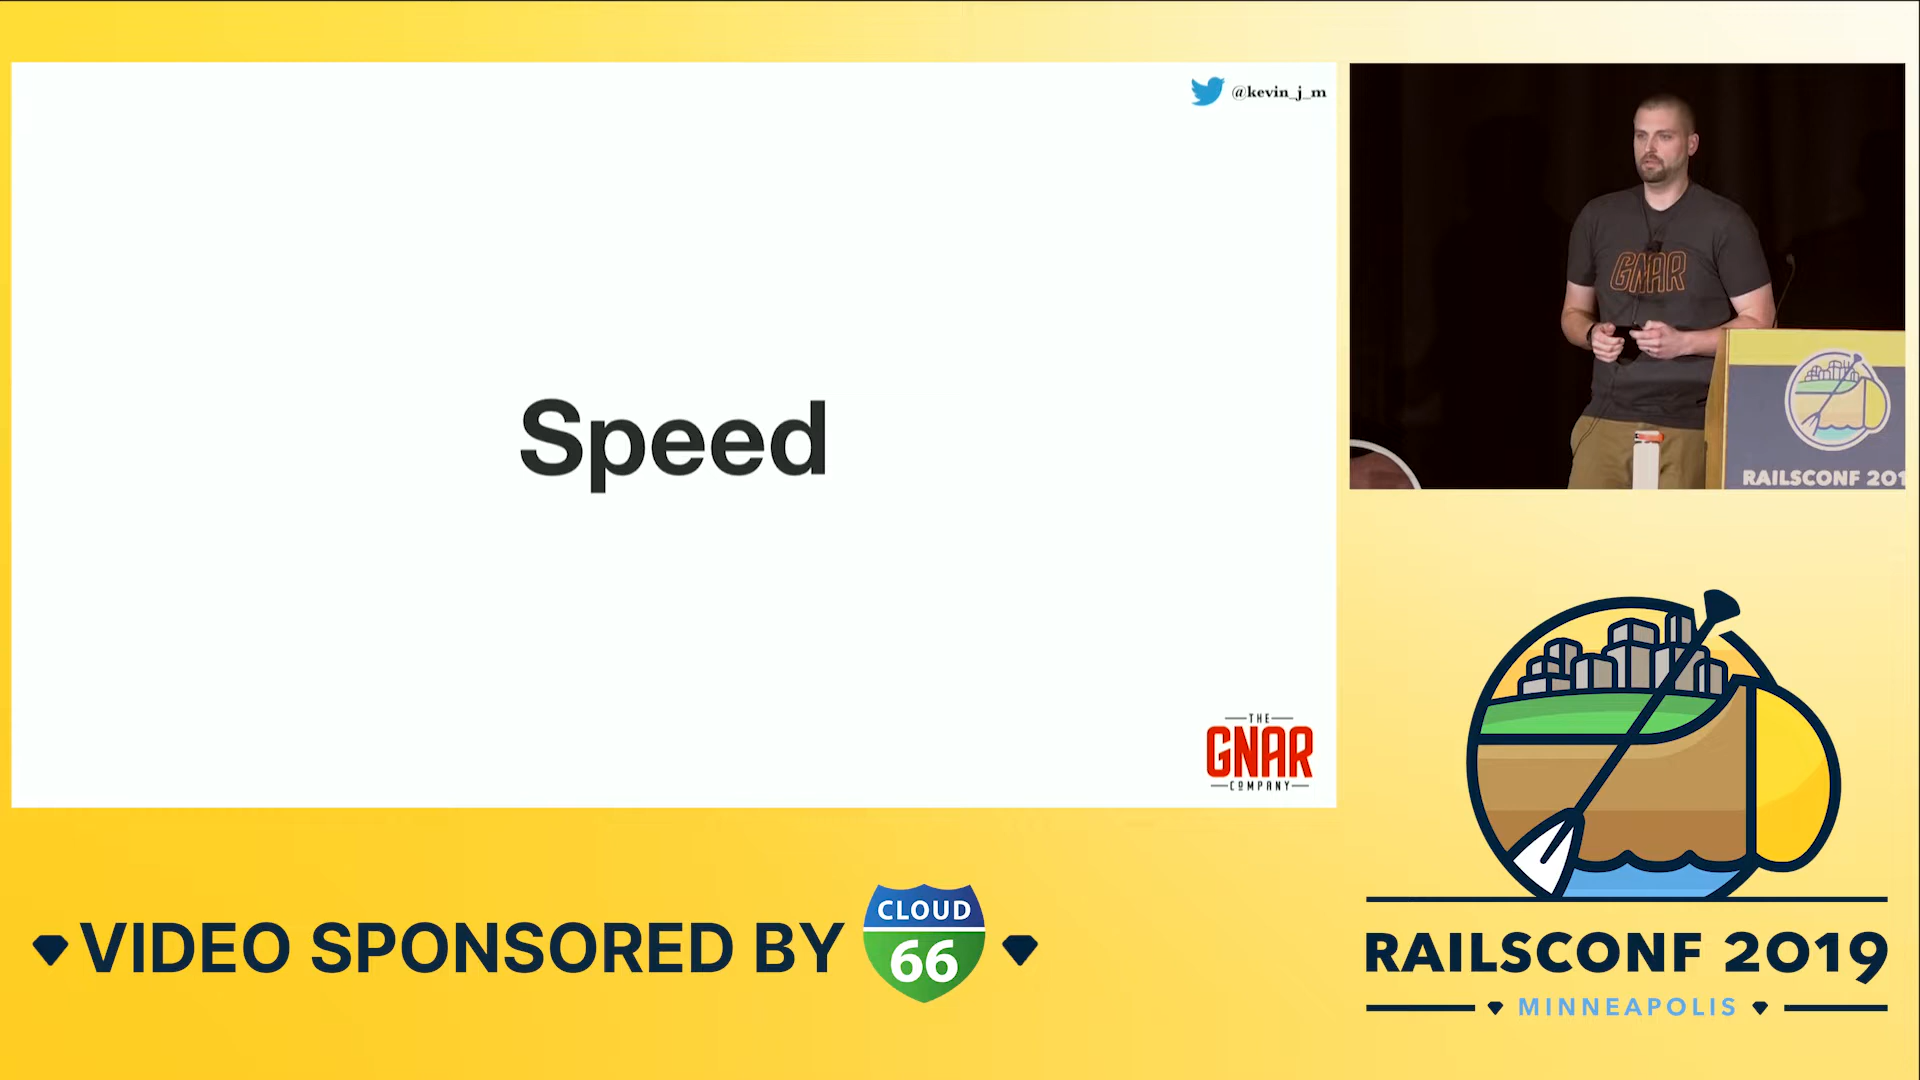 @kevin_j_m
Speed
THE
GNAR
COMPANY
GNAR
RAILSCONF 201
VIDEO SPONSORED BY
CLOUD
66
RAILSCONF 2019
MINNEAPOLIS